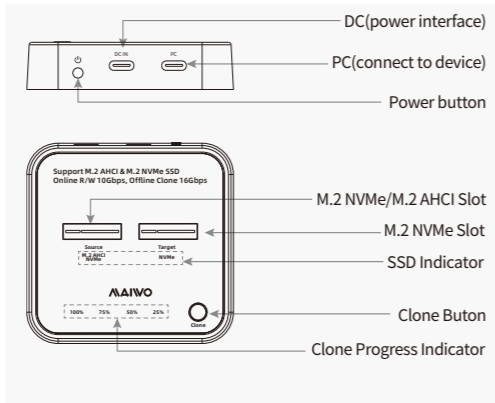 DC(power interface)
DC IN
PC
PC(connect to device)
Power button
Support M.2 AHCI & M.2 NVMe SSD
Online R/W 10Gbps, Offline Clone 16Gbps
M.2 NVMe/M.2 AHCI Slot
M.2 NVMe Slot
Source
Target
M.2 AHCI
NVMe
NVMe
SSD Indicator
MAIWO
100% 75% 50% 25%
Clone
Clone Buton
Clone Progress Indicator